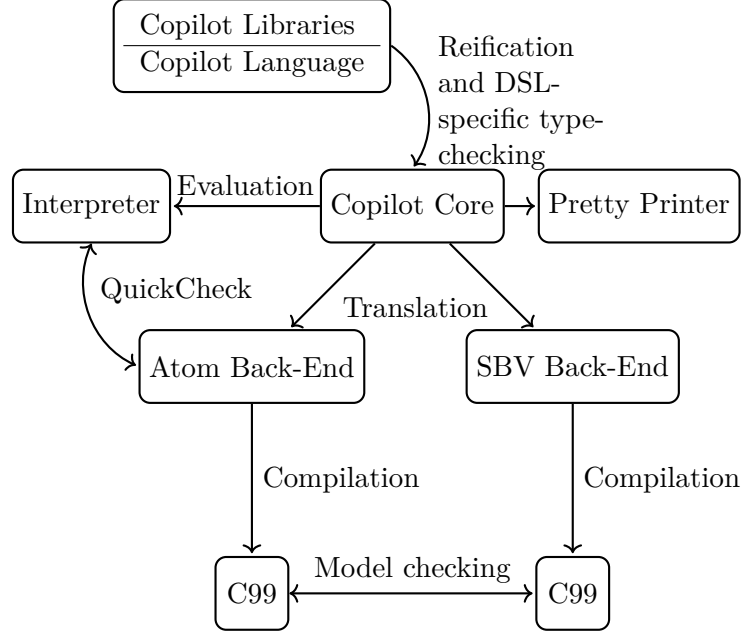 Copilot Libraries
Copilot Language
Reification
and DSL-
specific type-
checking
Interpreter
Evaluation
Copilot Core
Pretty Printer
QuickCheck
Translation
Atom Back-End
SBV Back-End
Compilation
Compilation
Model checking
C99
C99